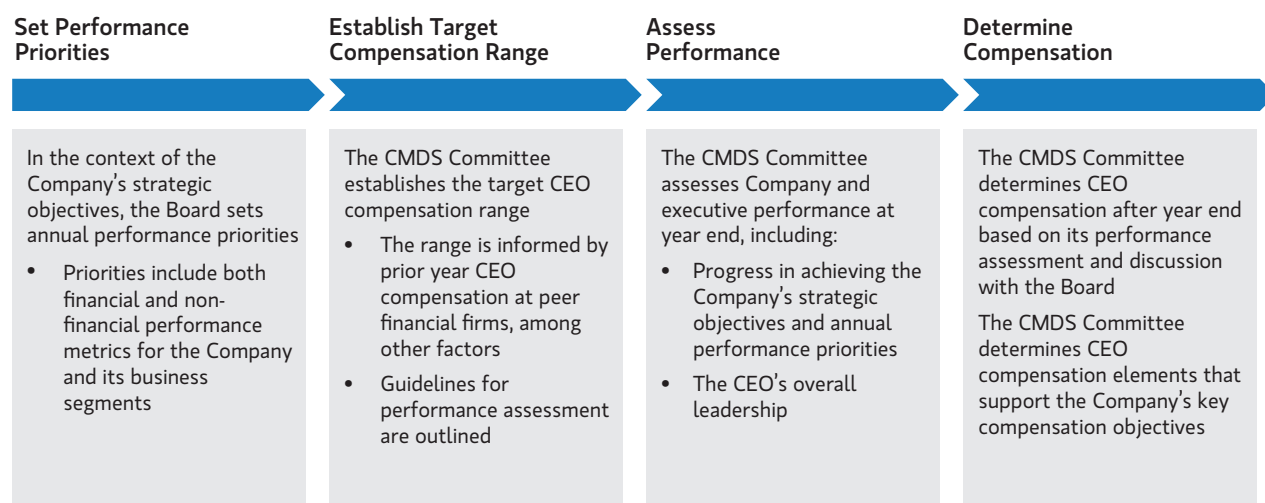 Set Performance
Priorities
In the context of the
Company's strategic
objectives, the Board sets
annual performance priorities
• Priorities include both
financial and non-
financial performance
metrics for the Company
and its business
segments
Establish Target
Compensation Range
The CMDS Committee
establishes the target CEO
compensation range
• The range is informed by
prior year CEO
compensation at peer
financial firms, among
other factors
• Guidelines for
performance assessment
are outlined
Assess
Performance
The CMDS Committee
assesses Company and
executive performance at
year end, including:
• Progress in achieving the
Company's strategic
objectives and annual
performance priorities
• The CEO's overall
leadership
Determine
Compensation
The CMDS Committee
determines CEO
compensation after year end
based on its performance
assessment and discussion
with the Board
The CMDS Committee
determines CEO
compensation elements that
support the Company's key
compensation objectives